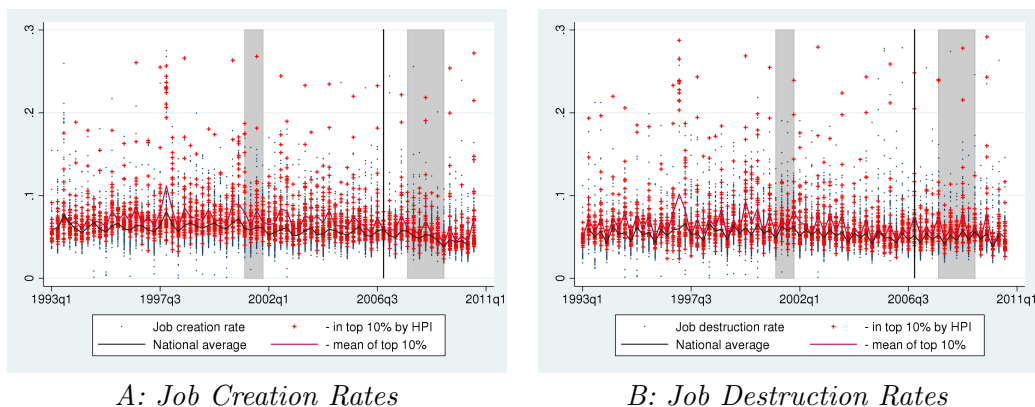 .3
.2
.1
0
1993q1 1997q3 2002q1 2006q3 2011q1
Job creation rate - in top 10% by HPI
National average - mean of top 10%
A: Job Creation Rates
.3
.2
.1
0
1993q1 1997q3 2002q1 2006q3 2011q1
Job destruction rate - in top 10% by HPI
National average - mean of top 10%
B: Job Destruction Rates